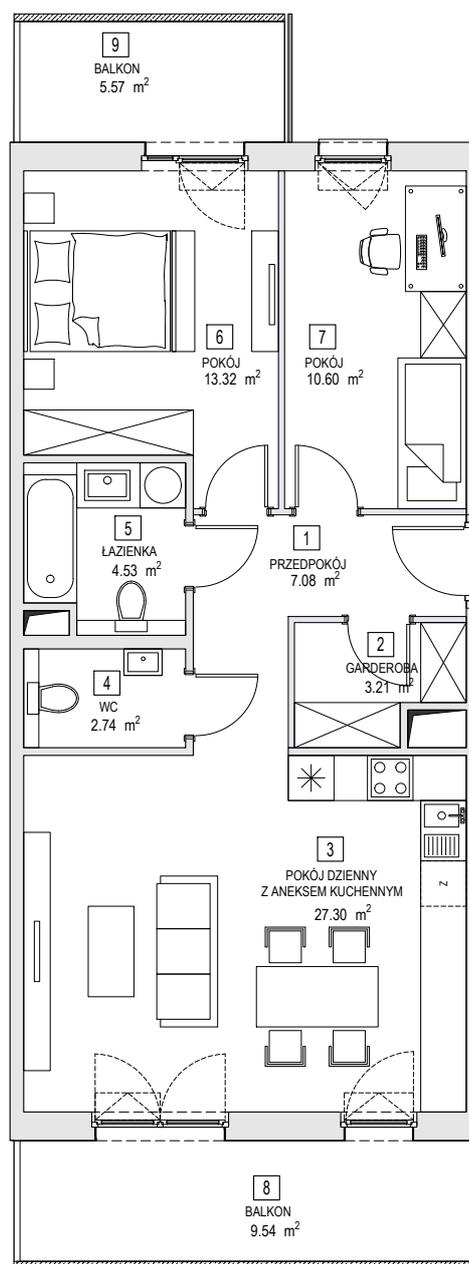 9
BALKON
5.57 m²
6
POKÓJ
13.32 m²
7
POKÓJ
10.60 m²
5
ŁAZIENKA
4.53 m²
1
PRZEDPOKÓJ
7.08 m²
2
GARDEROBA
3.21 m²
4
WC
2.74 m²
3
POKÓJ DZIENNY
Z ANEKSEM KUCHENNYM
27.30 m²
Z
8
BALKON
9.54 m²